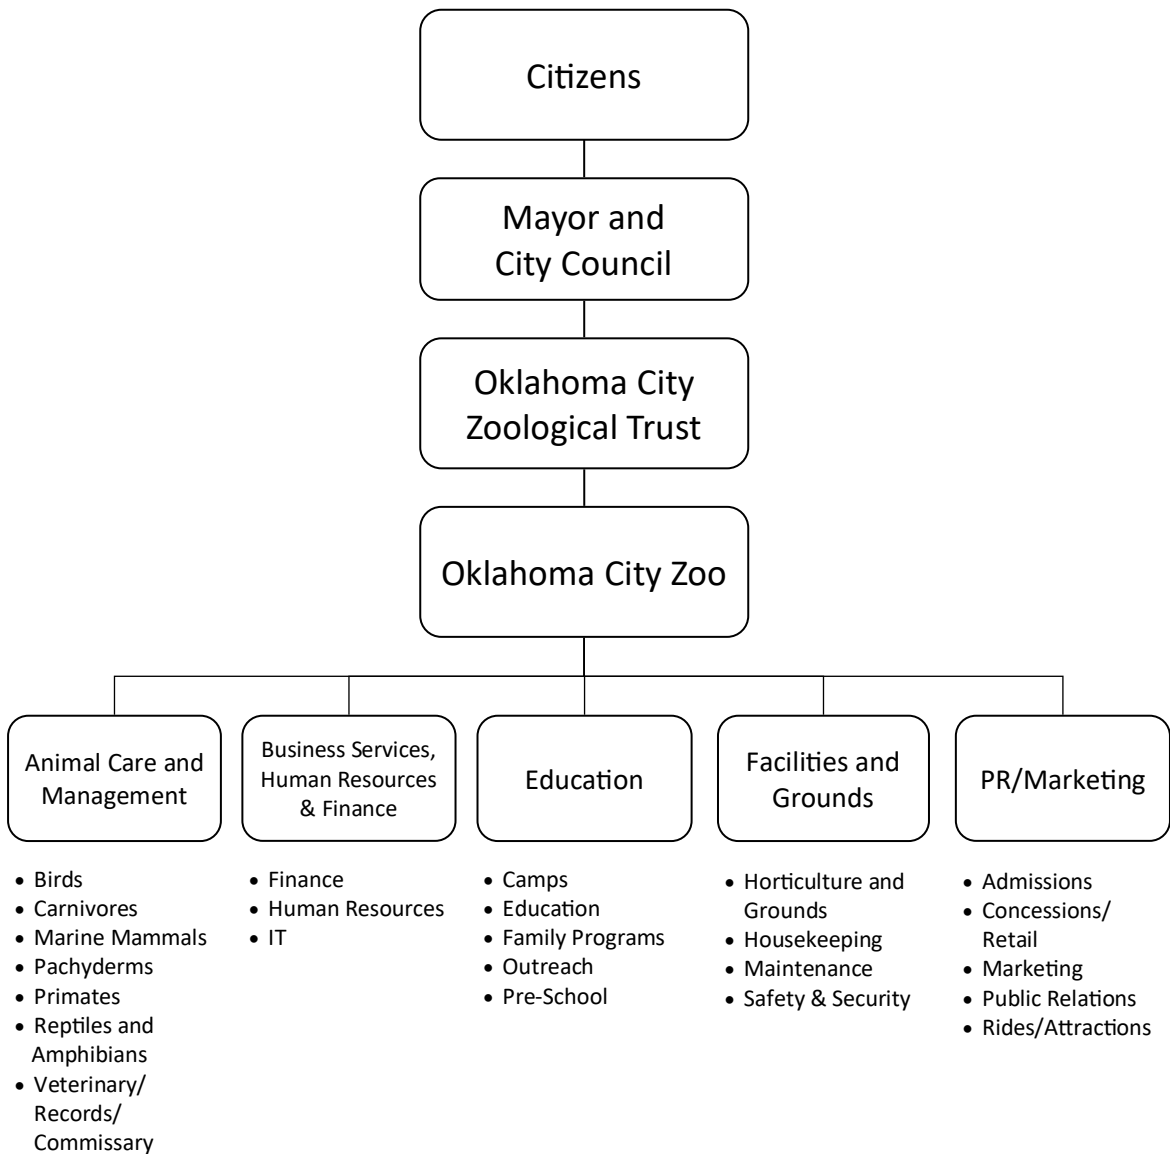 Citizens
Mayor and
City Council
Oklahoma City
Zoological Trust
Oklahoma City Zoo
Animal Care and
Management
• Birds
• Carnivores
• Marine Mammals
• Pachyderms
• Primates
• Reptiles and
Amphibians
• Veterinary/
Records/
Commissary
Business Services,
Human Resources
& Finance
• Finance
• Human Resources
• IT
Education
• Camps
• Education
• Family Programs
• Outreach
• Pre-School
Facilities and
Grounds
• Horticulture and
Grounds
• Housekeeping
• Maintenance
• Safety & Security
PR/Marketing
• Admissions
• Concessions/
Retail
• Marketing
• Public Relations
• Rides/Attractions